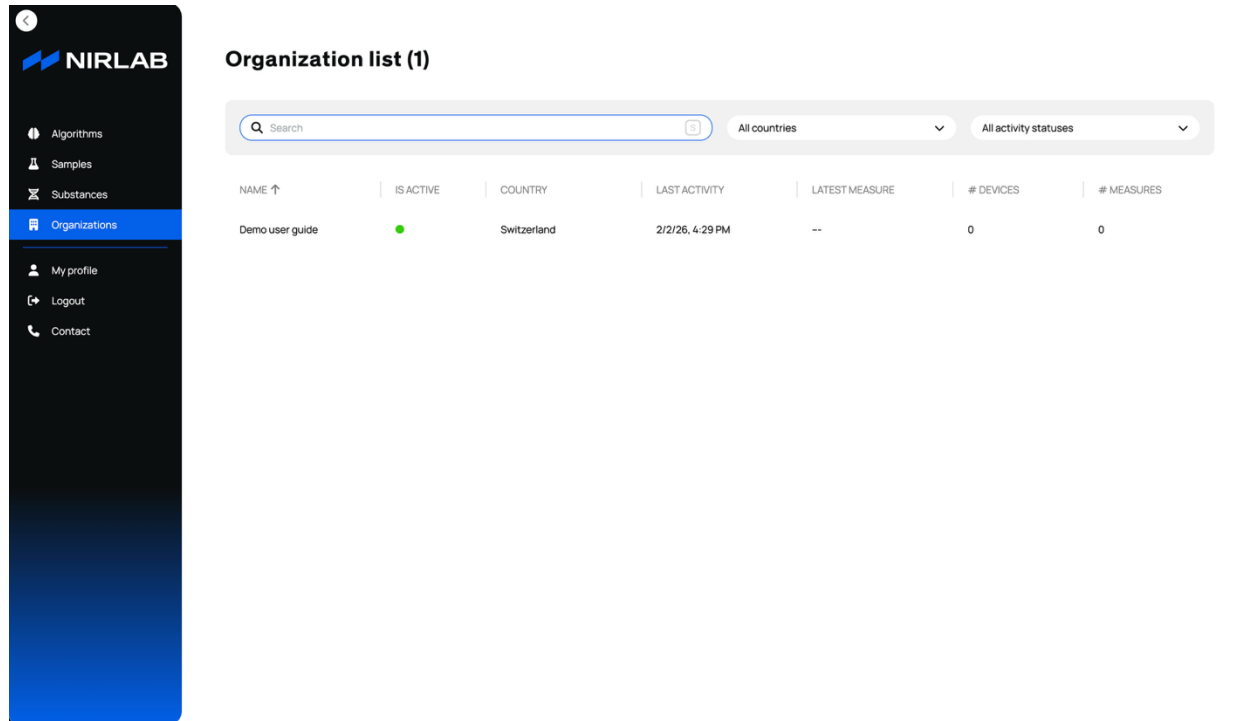 NIRLAB
Algorithms
Samples
Substances
Organizations
My profile
Logout
Contact
Organization list (1)
Search S All countries All activity statuses
NAME ↑ IS ACTIVE COUNTRY LAST ACTIVITY LATEST MEASURE # DEVICES # MEASURES
Demo user guide Switzerland 2/2/26, 4:29 PM -- 0 0